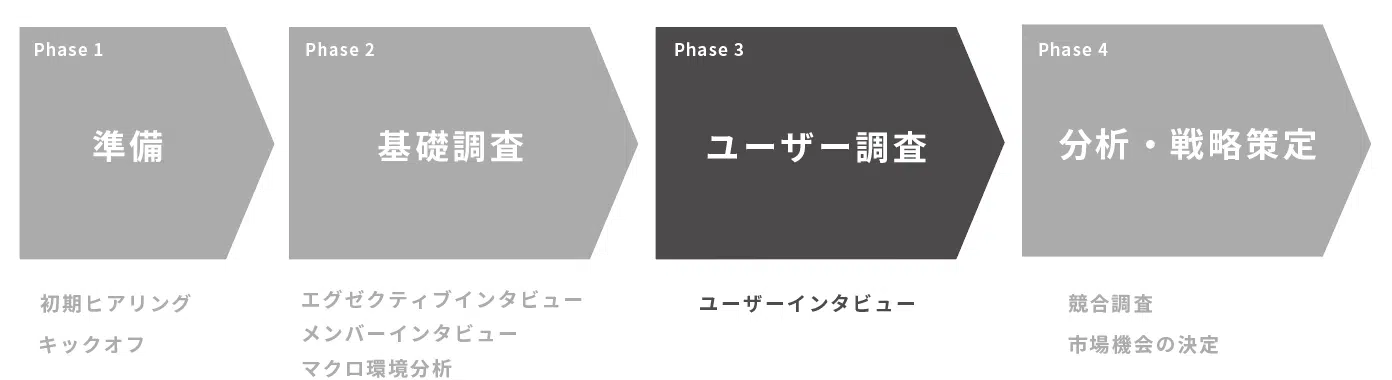 Phase 1
準備
初期ヒアリング
キックオフ
Phase 2
基礎調査
エグゼクティブインタビュー
メンバーインタビュー
マクロ環境分析
Phase 3
ユーザー調査
ユーザーインタビュー
Phase 4
分析・戦略策定
競合調査
市場機会の決定